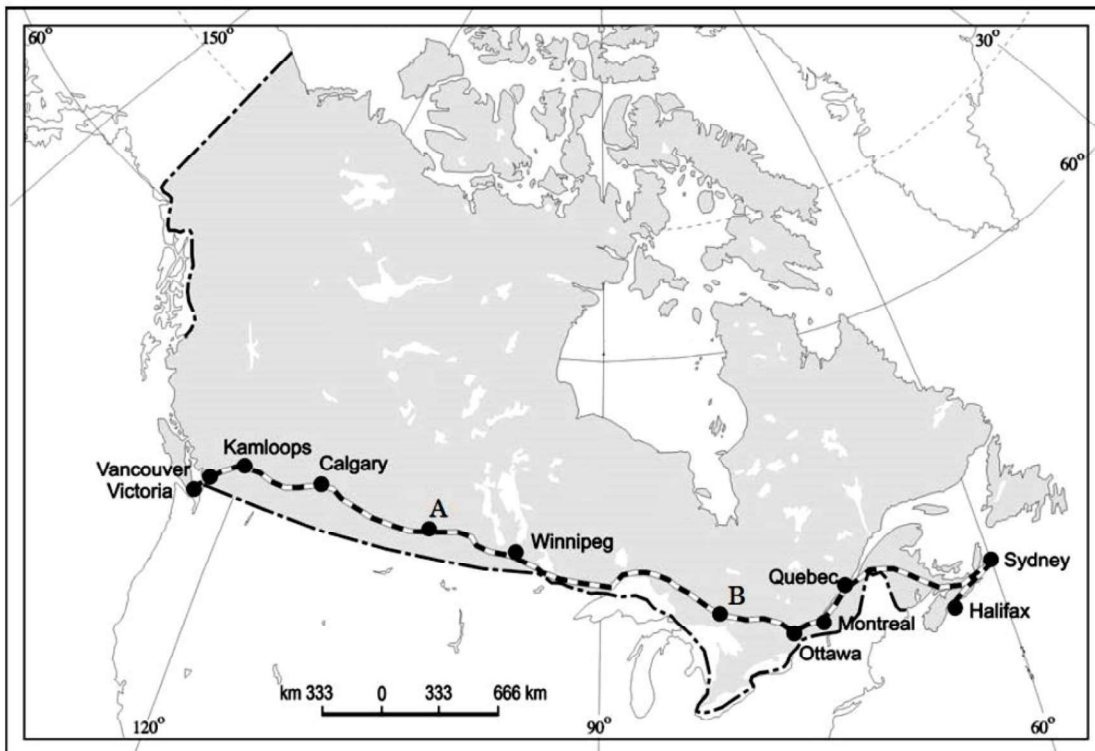 60°
150°
30°
60°
Kamloops
Vancouver
Calgary
Victoria
A
Winnipeg
Sydney
Quebec
B
Halifax
Montreal
Ottawa
km 333 0 333 666 km
120°
90°
60°